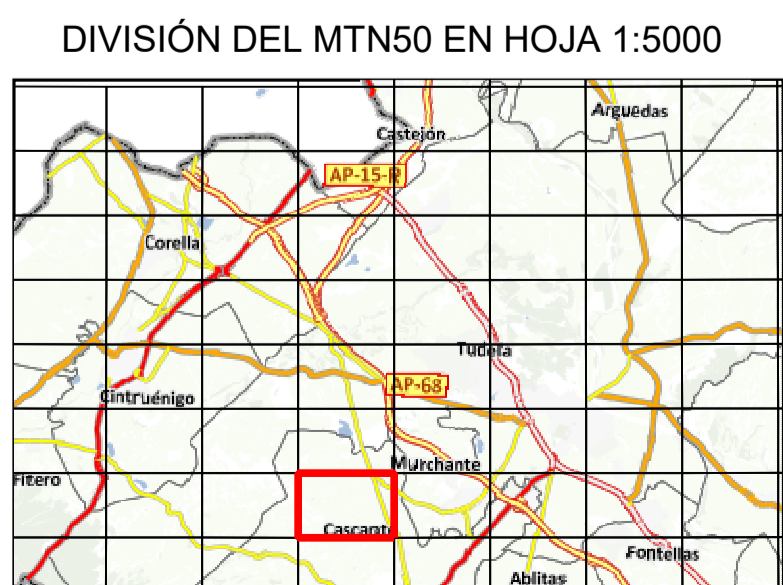 DIVISIÓN DEL MTN50 EN HOJA 1:5000
Arguedas
Castejón
AP-15-R
Corella
Tudela
AP-68
Cintruénigo
Murchante
Fitero
Cascante
Fontellas
Ablitas